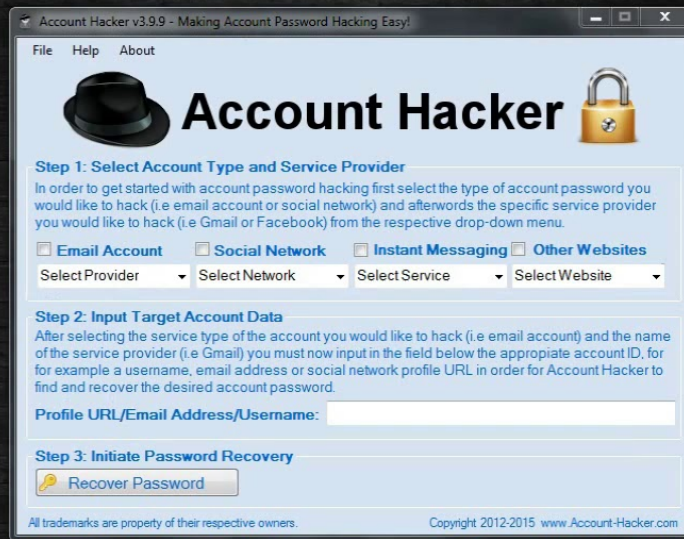 Account Hacker v3.9.9 - Making Account Password Hacking Easy!
File Help About
Account Hacker
Step 1: Select Account Type and Service Provider
In order to get started with account password hacking first select the type of account password you
would like to hack (i.e email account or social network) and afterwords the specific service provider
you would like to hack (i.e Gmail or Facebook) from the respective drop-down menu.
Email Account Social Network Instant Messaging Other Websites
Select Provider Select Network Select Service Select Website
Step 2: Input Target Account Data
After selecting the service type of the account you would like to hack (i.e email account) and the name
of the service provider (i.e Gmail) you must now input in the field below the appropiate account ID, for
for example a username, email address or social network profile URL in order for Account Hacker to
find and recover the desired account password.
Profile URL/Email Address/Username:
Step 3: Initiate Password Recovery
Recover Password
All trademarks are property of their respective owners. Copyright 2012-2015 www.Account-Hacker.com